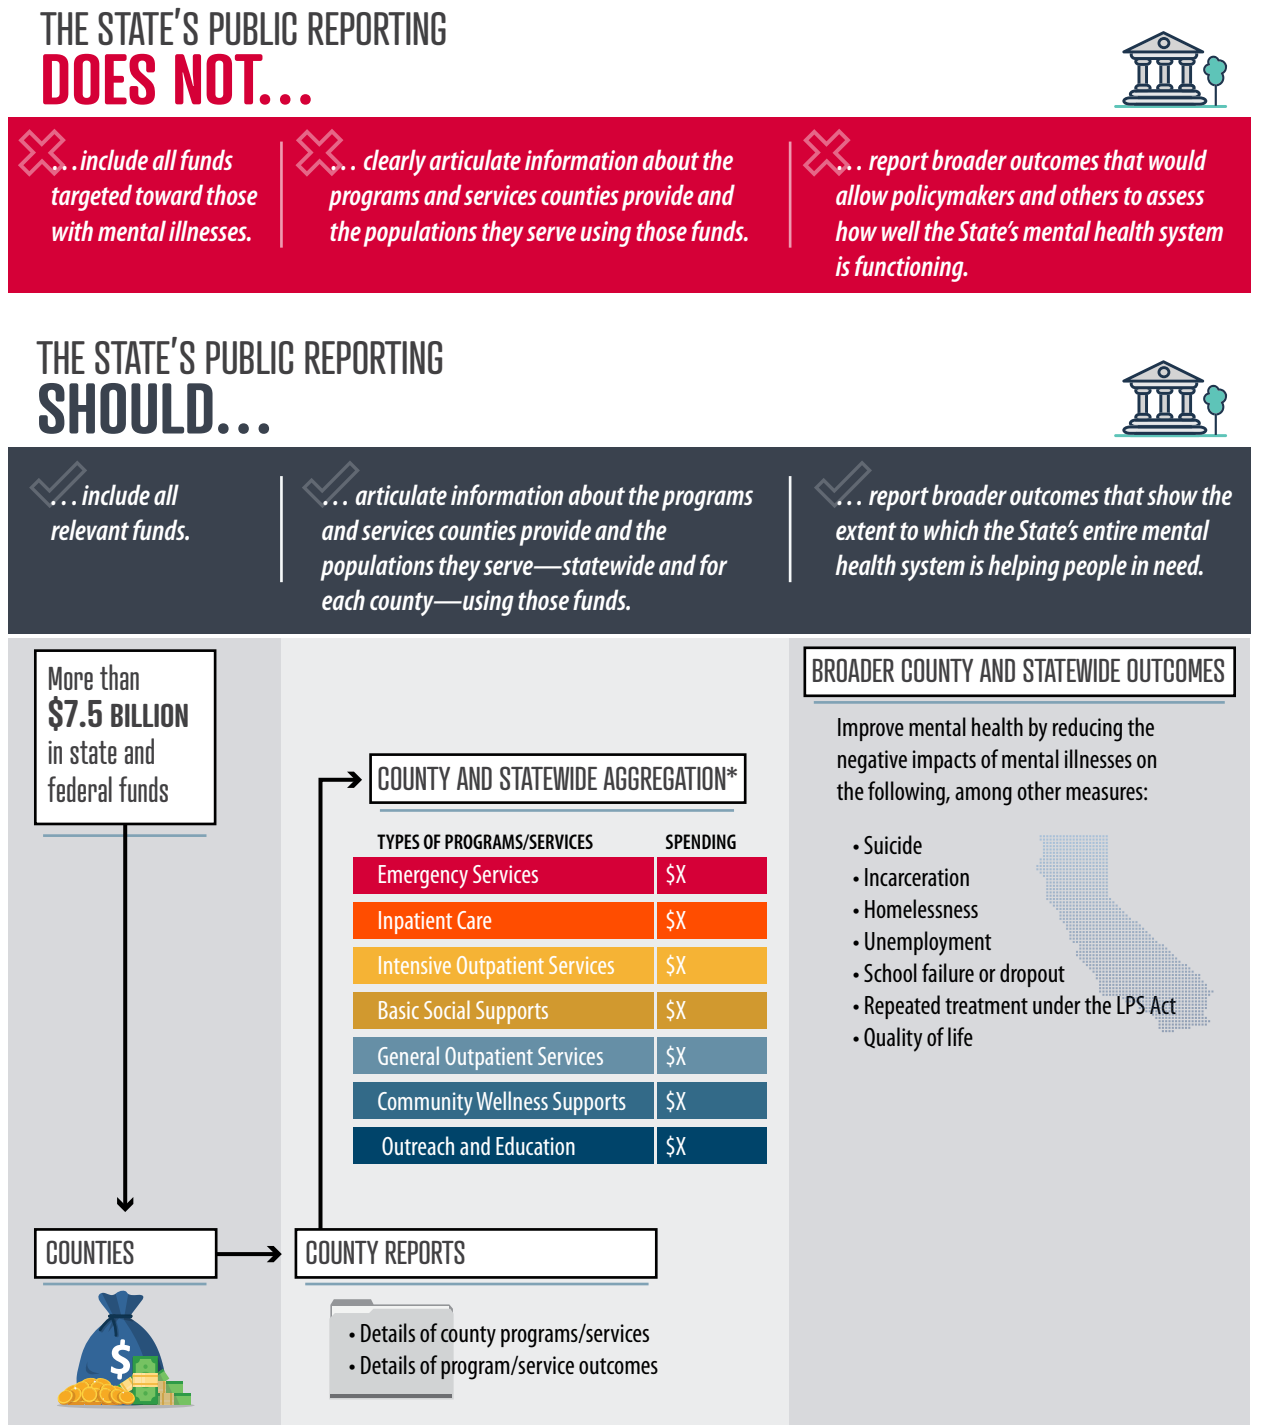 THE STATE'S PUBLIC REPORTING
DOES NOT...
...include all funds
targeted toward those
with mental illnesses.
... clearly articulate information about the
programs and services counties provide and
the populations they serve using those funds.
... report broader outcomes that would
allow policymakers and others to assess
how well the State's mental health system
is functioning.
THE STATE'S PUBLIC REPORTING
SHOULD...
...include all
relevant funds.
... articulate information about the programs
and services counties provide and the
populations they serve—statewide and for
each county—using those funds.
... report broader outcomes that show the
extent to which the State's entire mental
health system is helping people in need.
More than
$7.5 BILLION
in state and
federal funds
COUNTIES
$
COUNTY REPORTS
• Details of county programs/services
• Details of program/service outcomes
COUNTY AND STATEWIDE AGGREGATION*
TYPES OF PROGRAMS/SERVICES SPENDING
Emergency Services $X
Inpatient Care $X
Intensive Outpatient Services $X
Basic Social Supports $X
General Outpatient Services $X
Community Wellness Supports $X
Outreach and Education $X
BROADER COUNTY AND STATEWIDE OUTCOMES
Improve mental health by reducing the
negative impacts of mental illnesses on
the following, among other measures:
• Suicide
• Incarceration
• Homelessness
• Unemployment
• School failure or dropout
• Repeated treatment under the LPS Act
• Quality of life